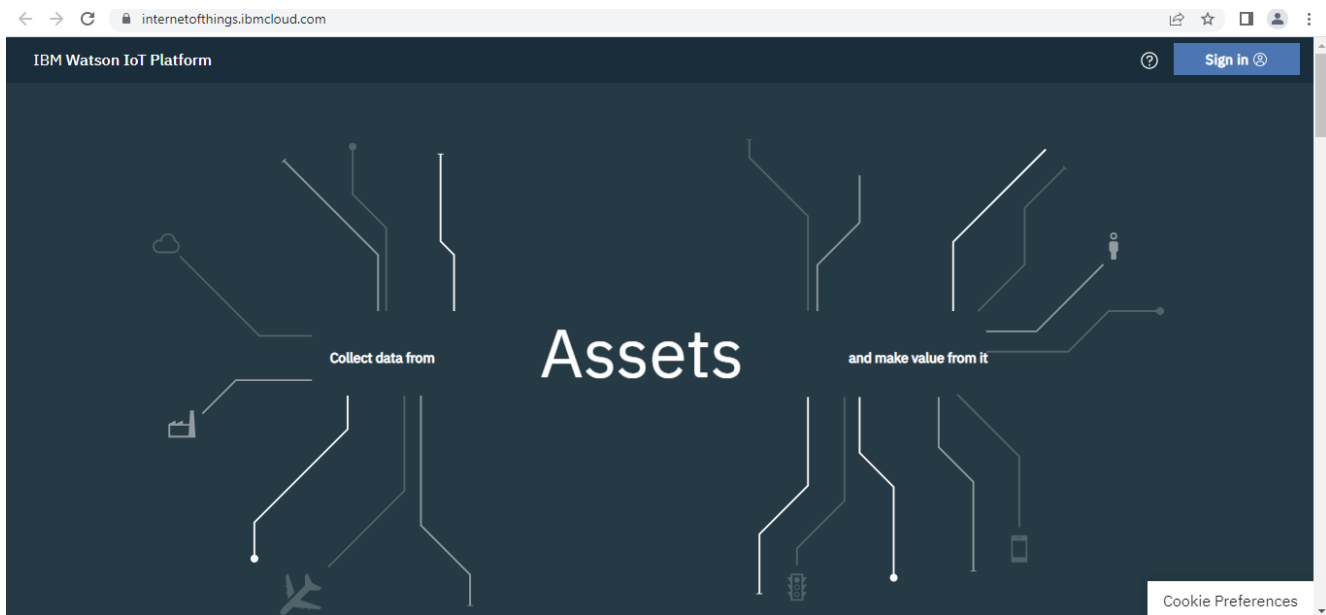 internetofthings.ibmcloud.com
IBM Watson IoT Platform
Sign in
Collect data from
Assets
and make value from it
Cookie Preferences